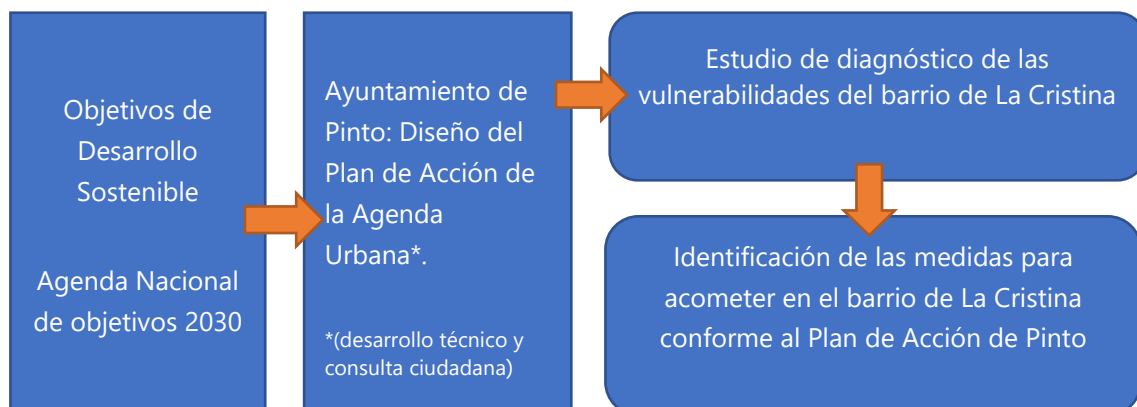 Objetivos de
Desarrollo
Sostenible
Agenda Nacional
de objetivos 2030
Ayuntamiento de
Pinto: Diseño del
Plan de Acción de
la Agenda
Urbana*.
*(desarrollo técnico y
consulta ciudadana)
Estudio de diagnóstico de las
vulnerabilidades del barrio de La Cristina
Identificación de las medidas para
acometer en el barrio de La Cristina
conforme al Plan de Acción de Pinto